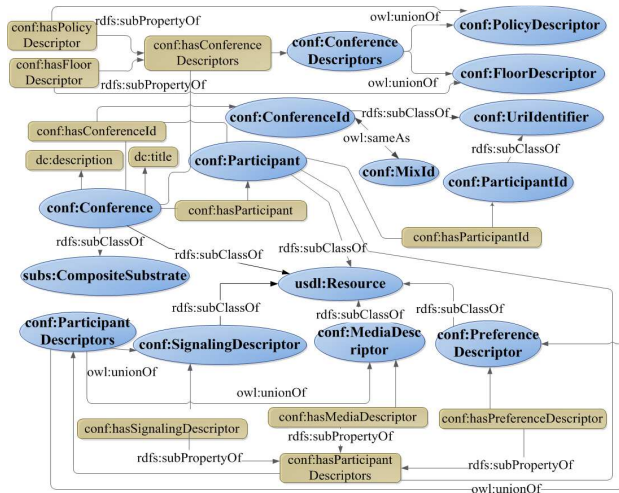 rdfs:subPropertyOf
owl:unionOf
conf:hasPolicy
Descriptor
conf:PolicyDescriptor
conf:hasConference
Descriptors
conf:Conference
Descriptors
conf:hasFloor
Descriptor
rdfs:subPropertyOf
owl:unionOf
conf:FloorDescriptor
conf:hasConferenceId
conf:ConferenceId
rdfs:subClassOf
conf:UriIdentifier
owl:sameAs
dc:description
dc:title
conf:Participant
conf:MixId
rdfs:subClassOf
conf:ParticipantId
conf:Conference
conf:hasParticipant
conf:hasParticipantId
rdfs:subClassOf
rdfs:subClassOf
rdfs:subClassOf
subs:CompositeSubstrate
usdl:Resource
rdfs:subClassOf
rdfs:subClassOf
rdfs:subClassOf
conf:Participant
Descriptors
conf:SignalingDescriptor
conf:MediaDesc
riptor
conf:Preference
Descriptor
owl:unionOf
owl:unionOf
conf:hasSignalingDescriptor
conf:hasMediaDescriptor
conf:hasPreferenceDescriptor
rdfs:subPropertyOf
rdfs:subPropertyOf
conf:hasParticipant
Descriptors
rdfs:subPropertyOf
owl:unionOf